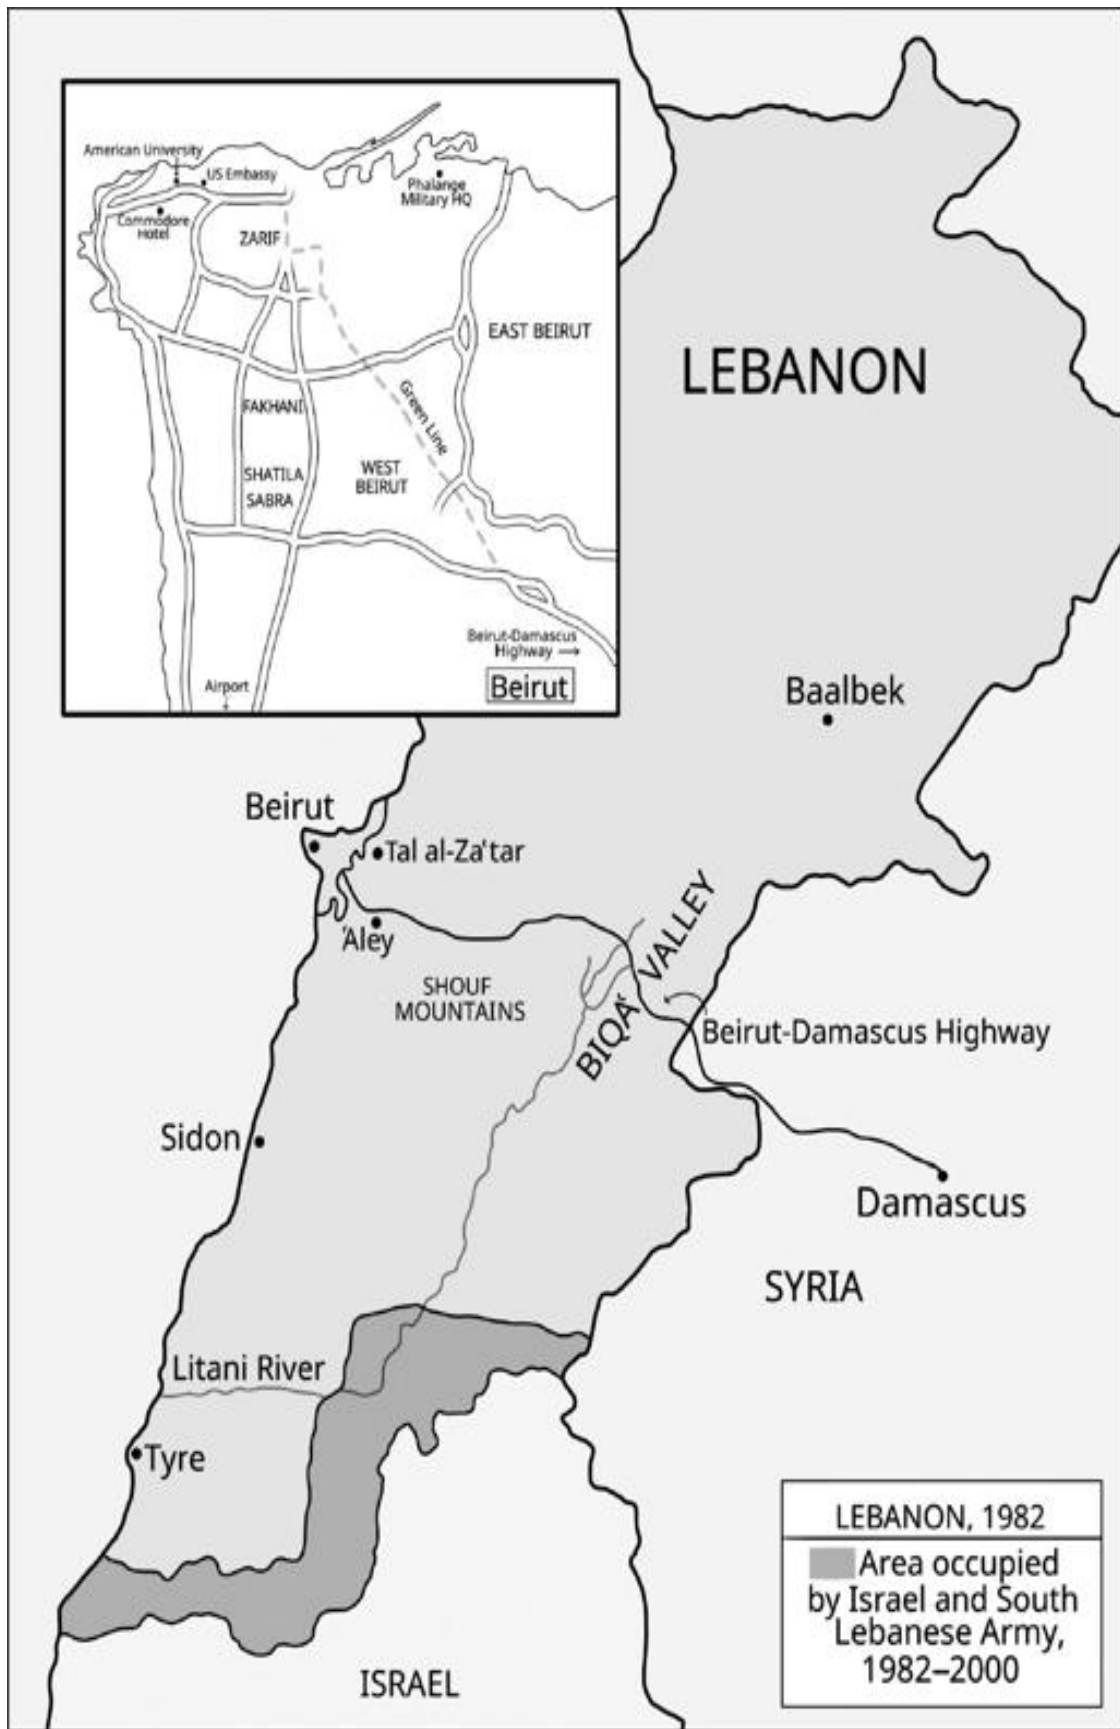 American University
US Embassy
Phalange
Military HQ
Commodore
Hotel
ZARIF
EAST BEIRUT
Green Line
FAKHANI
WEST
BEIRUT
SHATILA
SABRA
Beirut-Damascus
Highway →
Airport
Beirut
LEBANON
Baalbek
Beirut
Tal al-Za'tar
'Aley
BIQA' VALLEY
SHOUF
MOUNTAINS
Beirut-Damascus Highway
Sidon
Damascus
SYRIA
Litani River
Tyre
ISRAEL
LEBANON, 1982
Area occupied
by Israel and South
Lebanese Army,
1982–2000